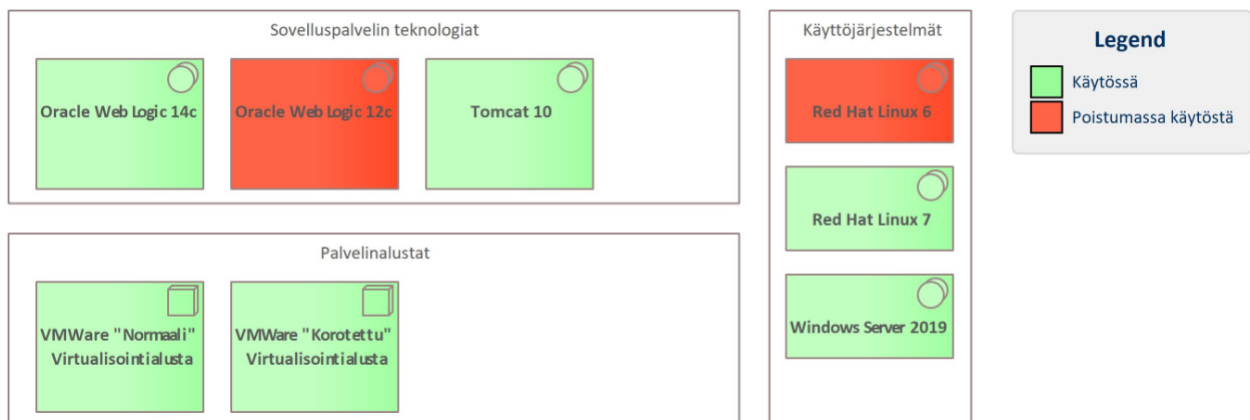 Sovelluspalvelin teknologiat
Oracle Web Logic 14c
Oracle Web Logic 12c
Tomcat 10
Palvelinalustat
VMWare "Normaali"
Virtualisointialusta
VMWare "Korotettu"
Virtualisointialusta
Käyttöjärjestelmät
Red Hat Linux 6
Red Hat Linux 7
Windows Server 2019
Legend
Käytössä
Poistumassa käytöstä